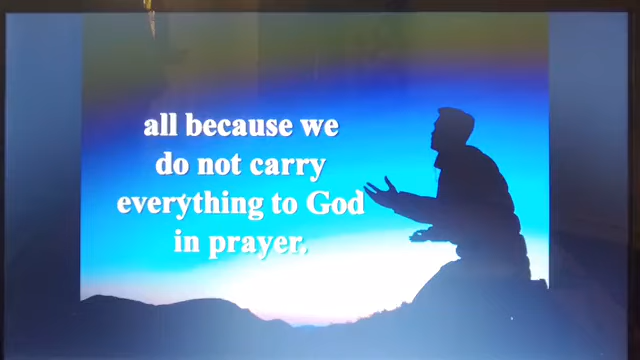 all because we
do not carry
everything to God
in prayer.